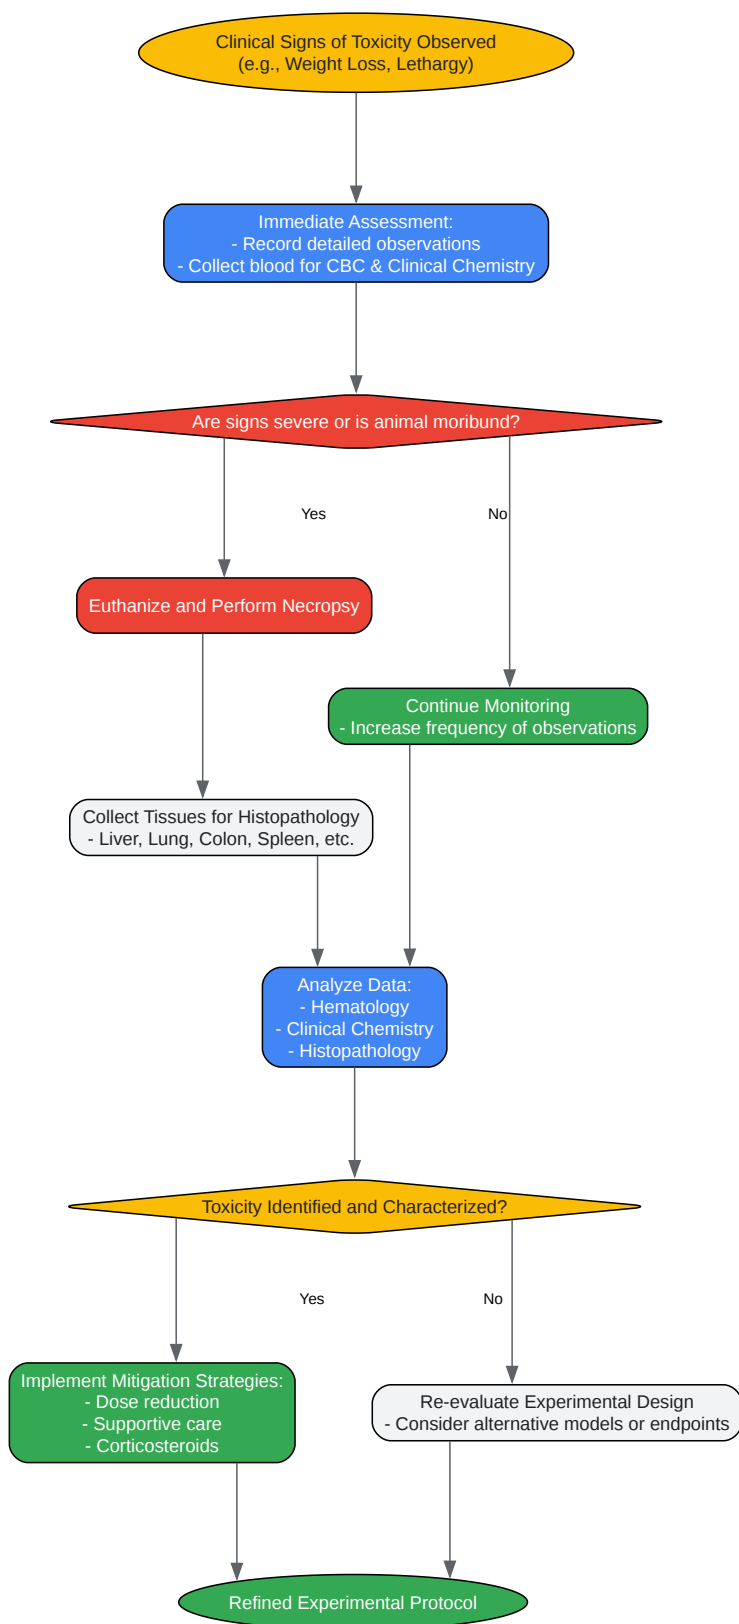 Clinical Signs of Toxicity Observed
(e.g., Weight Loss, Lethargy)
Immediate Assessment:
- Record detailed observations
- Collect blood for CBC & Clinical Chemistry
Are signs severe or is animal moribund?
Yes
No
Euthanize and Perform Necropsy
Continue Monitoring
- Increase frequency of observations
Collect Tissues for Histopathology
- Liver, Lung, Colon, Spleen, etc.
Analyze Data:
- Hematology
- Clinical Chemistry
- Histopathology
Toxicity Identified and Characterized?
Yes
No
Implement Mitigation Strategies:
- Dose reduction
- Supportive care
- Corticosteroids
Re-evaluate Experimental Design
- Consider alternative models or endpoints
Refined Experimental Protocol